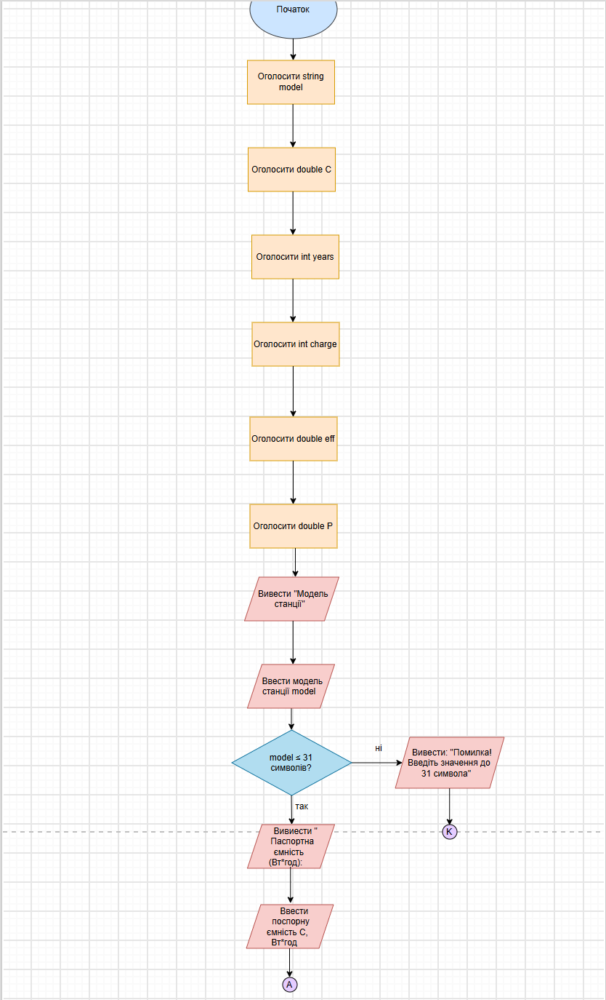 Початок
Оголосити string
model
Оголосити double C
Оголосити int years
Оголосити int charge
Оголосити double eff
Оголосити double P
Вивести "Модель
станції"
Ввести модель
станції model
model ≤ 31
символів?
ні
Вивести: "Помилка!
Введіть значення до
31 символа"
так
K
Вивиести "
Паспортна
ємність
(Вт*год):
Ввести
поспорну
ємність С,
Вт*год
A